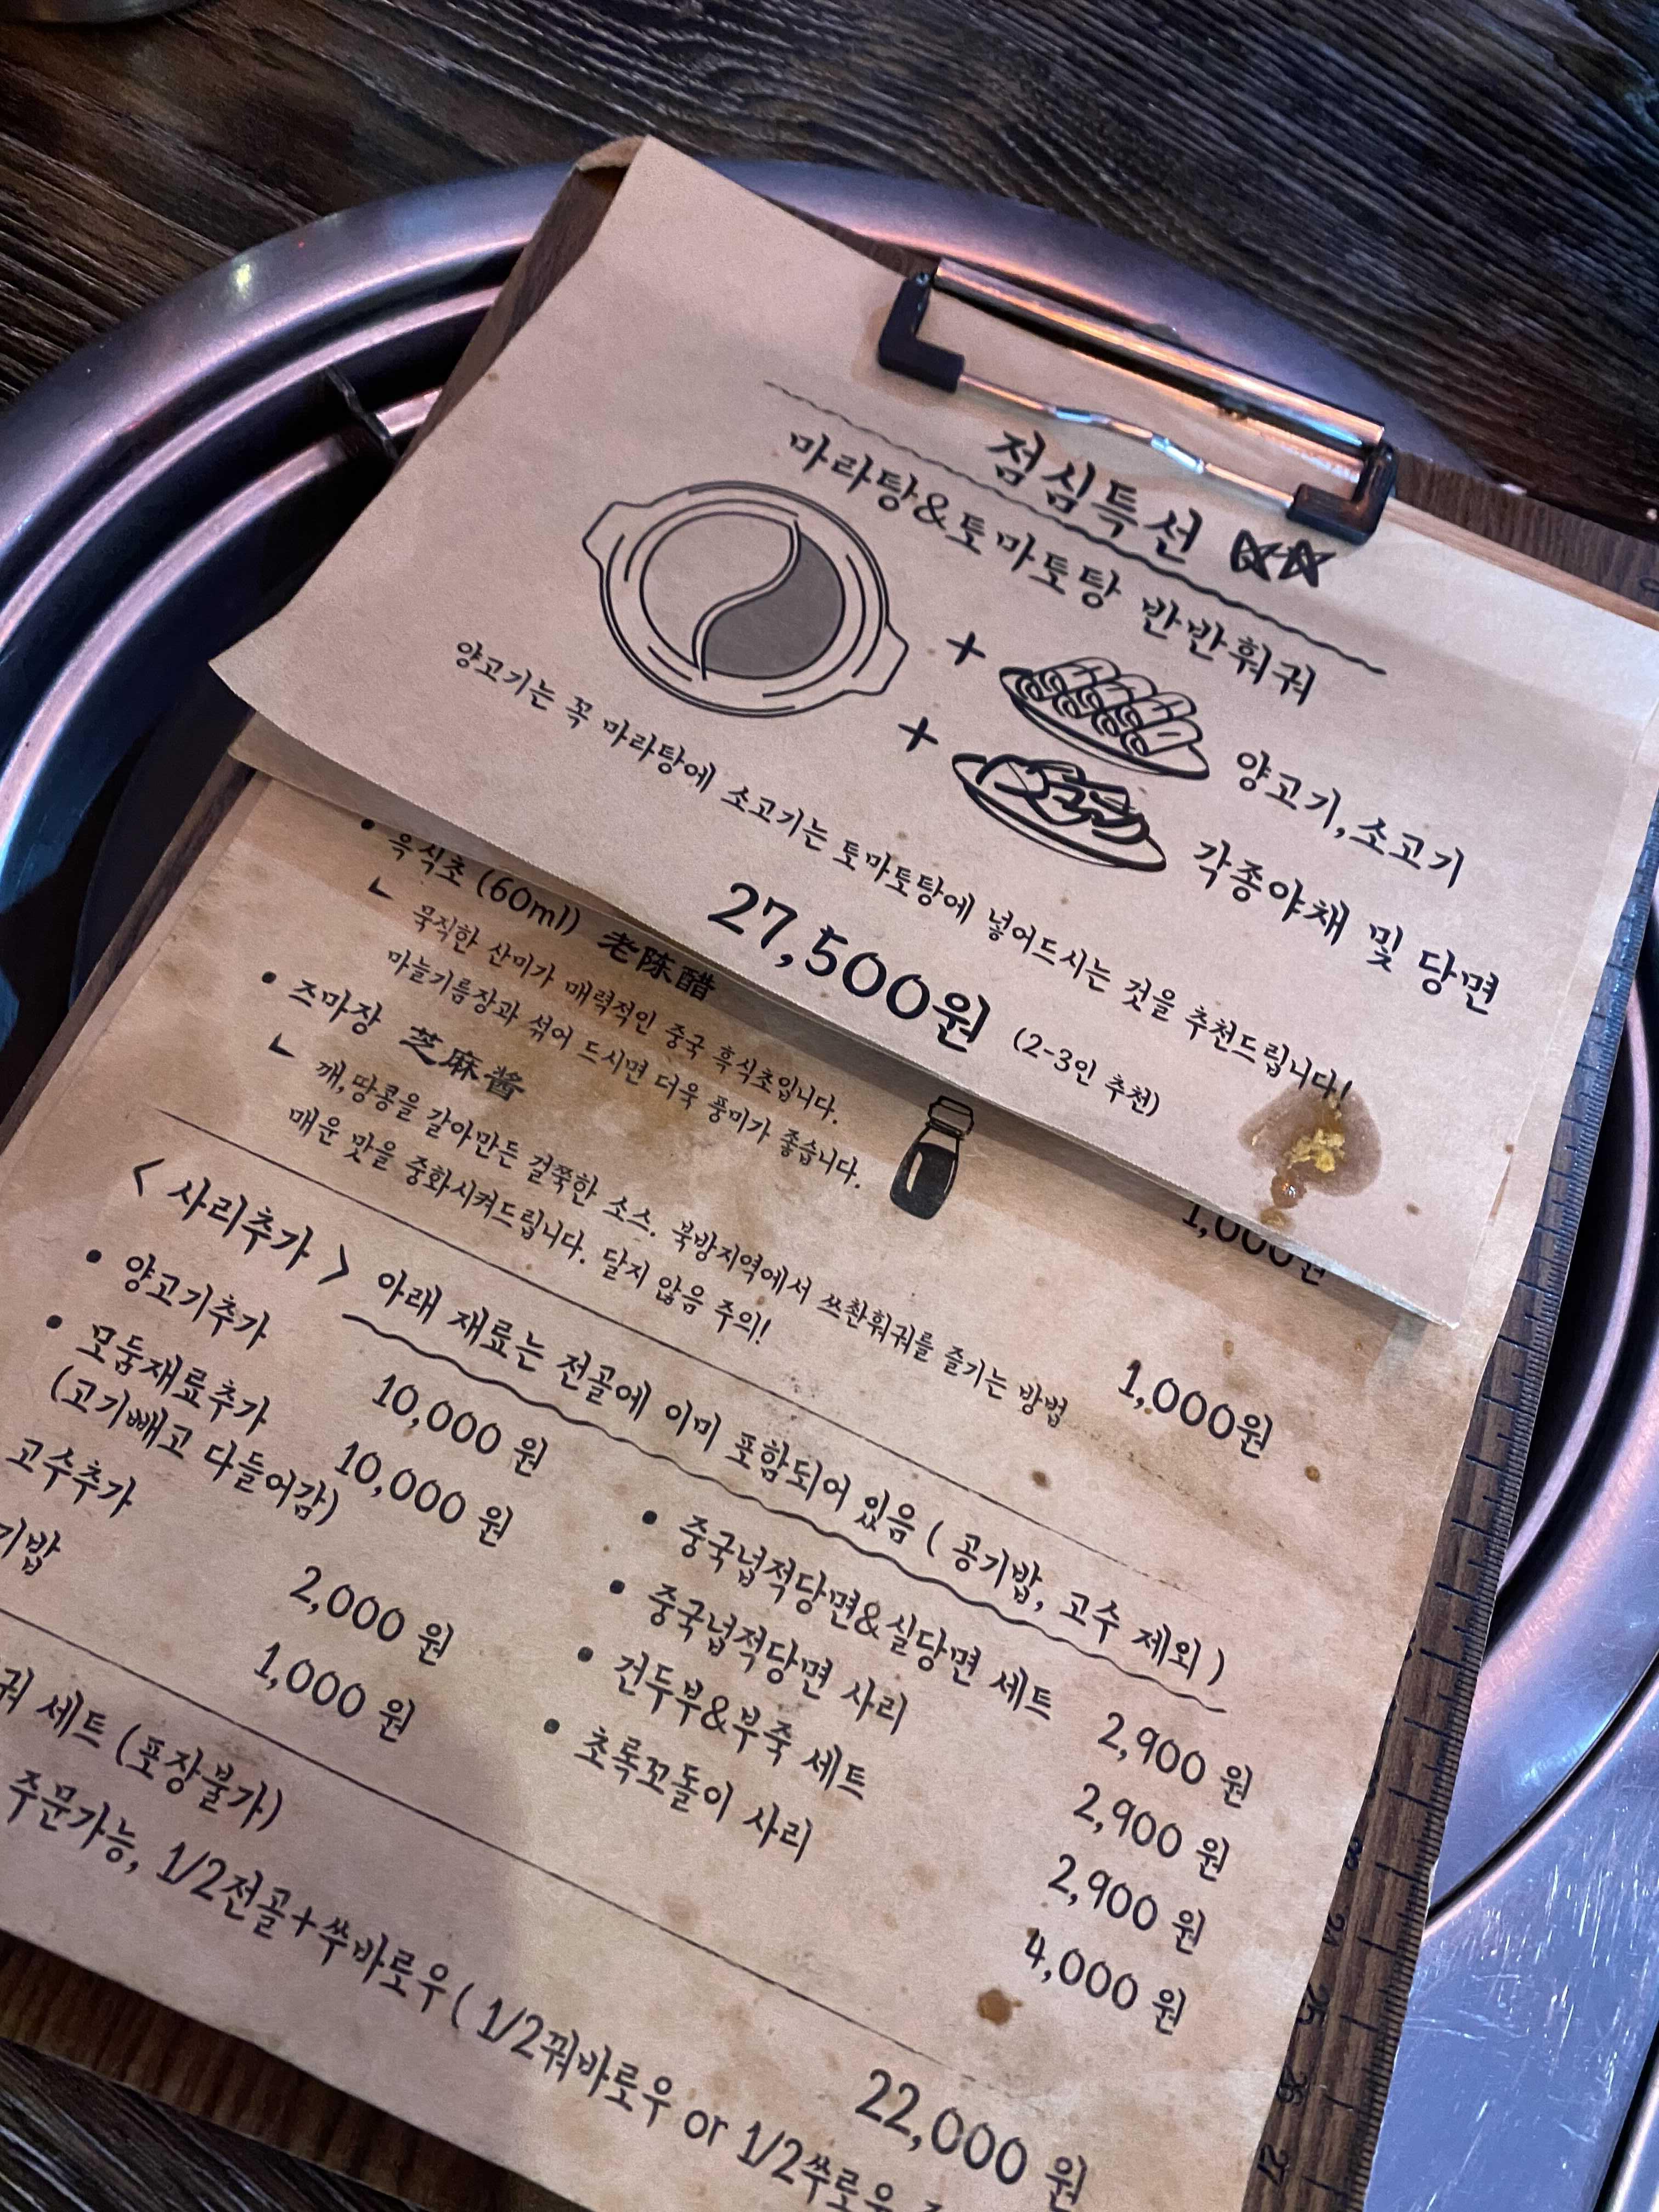 점심특선
마라탕&토마토탕 반반훠궈
+
양고기, 소고기
+
각종야채 및 당면
양고기는 꼭 마라탕에 소고기는 토마토탕에 넣어드시는 것을 추천드립니다!
27,500원 (2-3인 추천)
• 흑식초 (60ml) 老陈醋
1,000원
묵직한 산미가 매력적인 중국 흑식초입니다.
마늘기름장과 섞어 드시면 더욱 풍미가 좋습니다.
• 즈마장 芝麻酱
1,000원
깨, 땅콩을 갈아만든 걸쭉한 소스. 북방지역에서 쓰촨훠궈를 즐기는 방법
매운 맛을 중화시켜드립니다. 달지 않음 주의!
< 사리추가 > 아래 재료는 전골에 이미 포함되어 있음 ( 공기밥, 고수 제외 )
• 양고기추가 10,000 원
• 모둠재료추가 10,000 원
(고기빼고 다들어감)
고수추가 2,000 원
기밥 1,000 원
• 중국넙적당면&실당면 세트 2,900 원
• 중국넙적당면 사리 2,900 원
• 건두부&부죽 세트 2,900 원
• 초록꼬돌이 사리 4,000 원
궈 세트 (포장불가)
22,000 원
주문가능, 1/2전골+쑤바로우 ( 1/2꿔바로우 or 1/2쑤로우
24
25
26
27